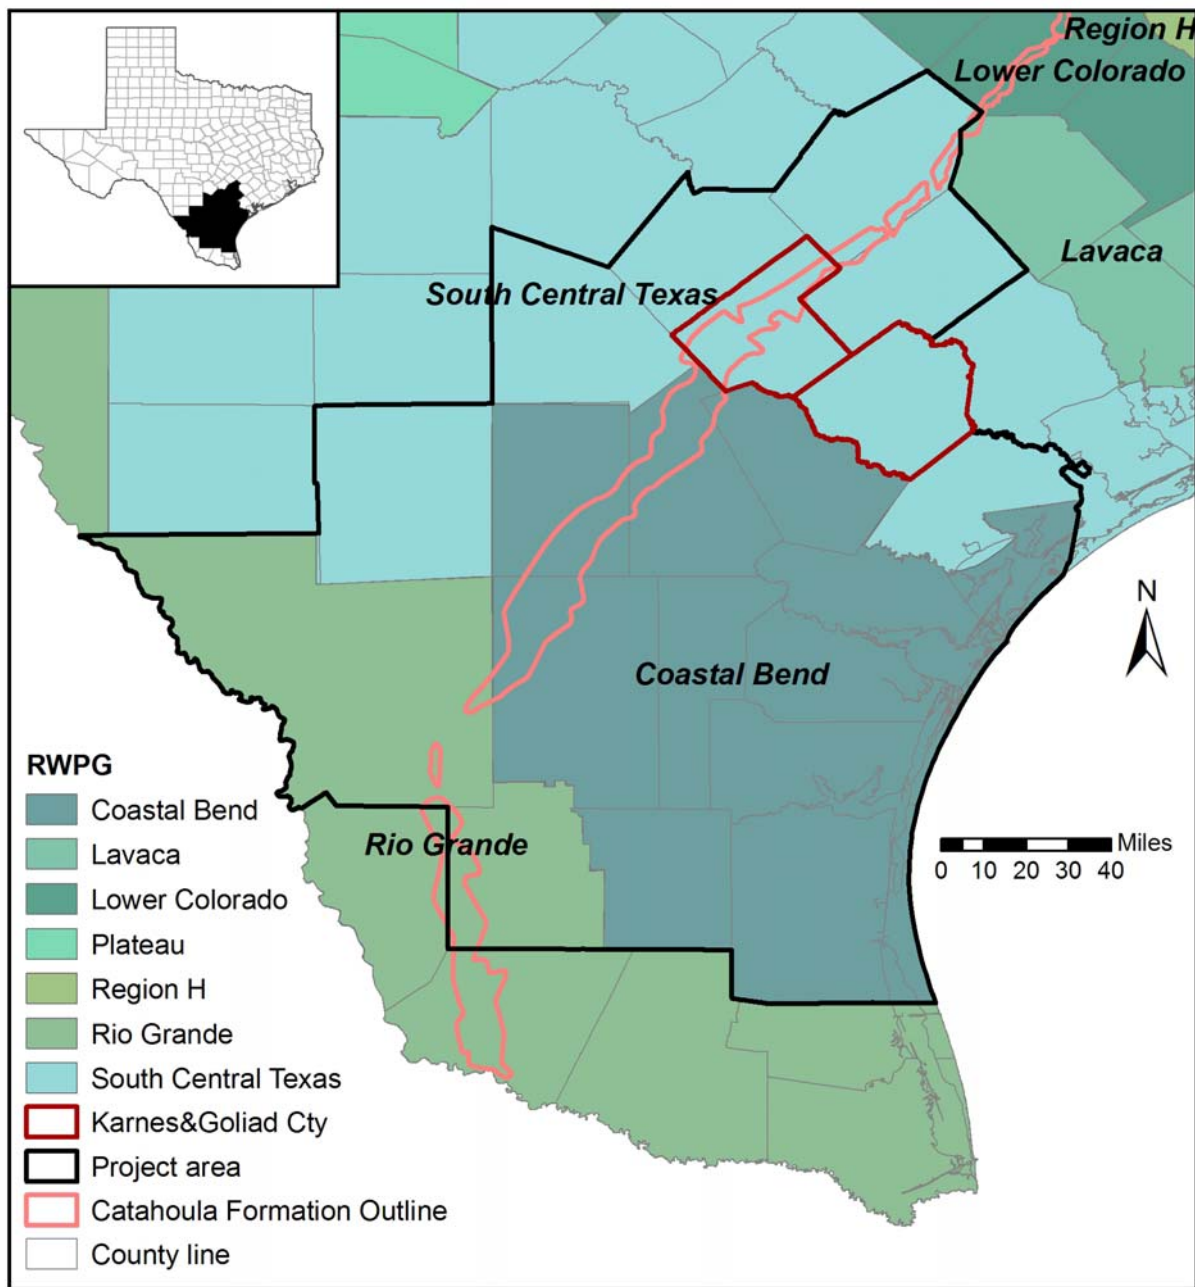 Region H
Lower Colorado
Lavaca
South Central Texas
N
Coastal Bend
RWPG
Coastal Bend
Lavaca
Lower Colorado
Plateau
Region H
Rio Grande
South Central Texas
Karnes&Goliad Cty
Project area
Catahoula Formation Outline
County line
Rio Grande
Miles
0 10 20 30 40